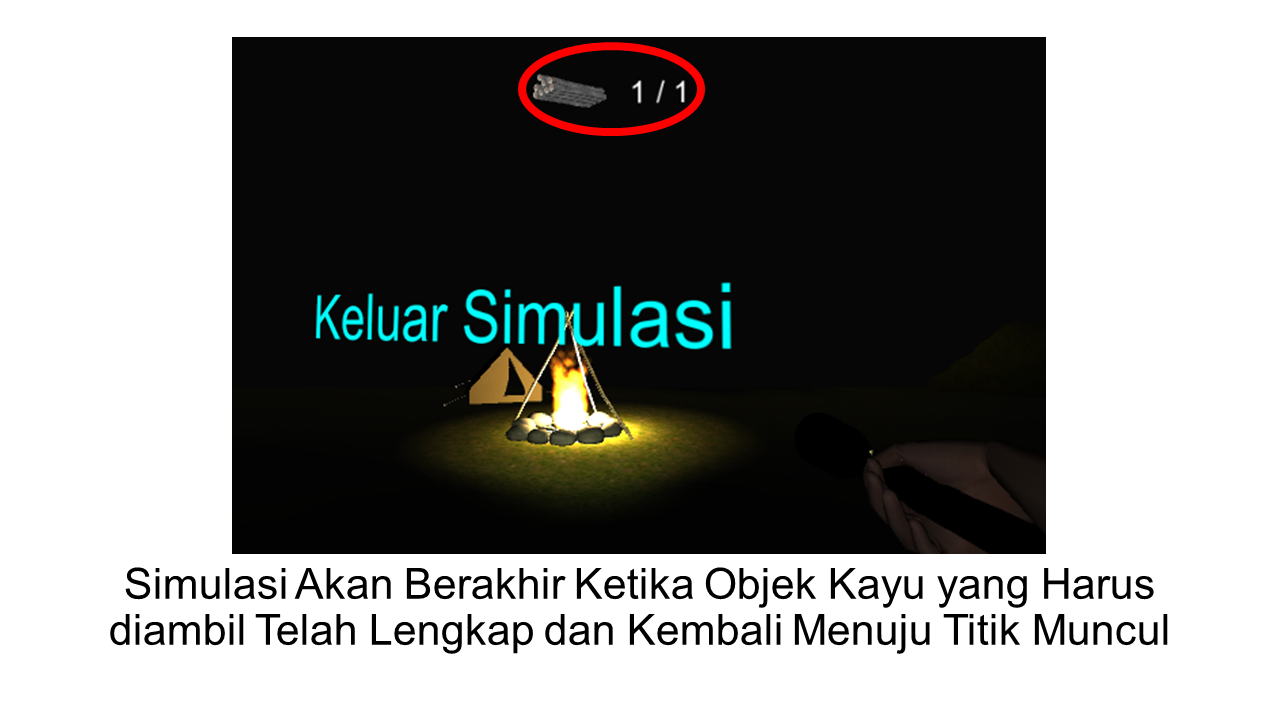 1 / 1
Keluar Simulasi
Simulasi Akan Berakhir Ketika Objek Kayu yang Harus
diambil Telah Lengkap dan Kembali Menuju Titik Muncul